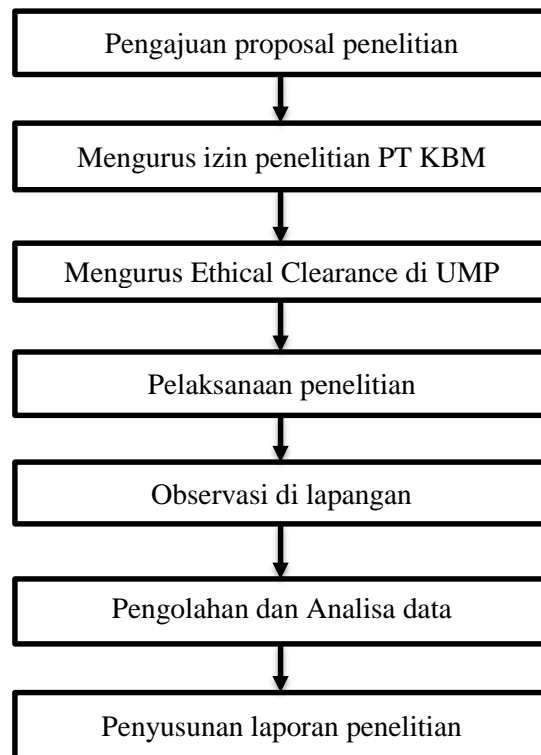 Pengajuan proposal penelitian
Mengurus izin penelitian PT KBM
Mengurus Ethical Clearance di UMP
Pelaksanaan penelitian
Observasi di lapangan
Pengolahan dan Analisa data
Penyusunan laporan penelitian